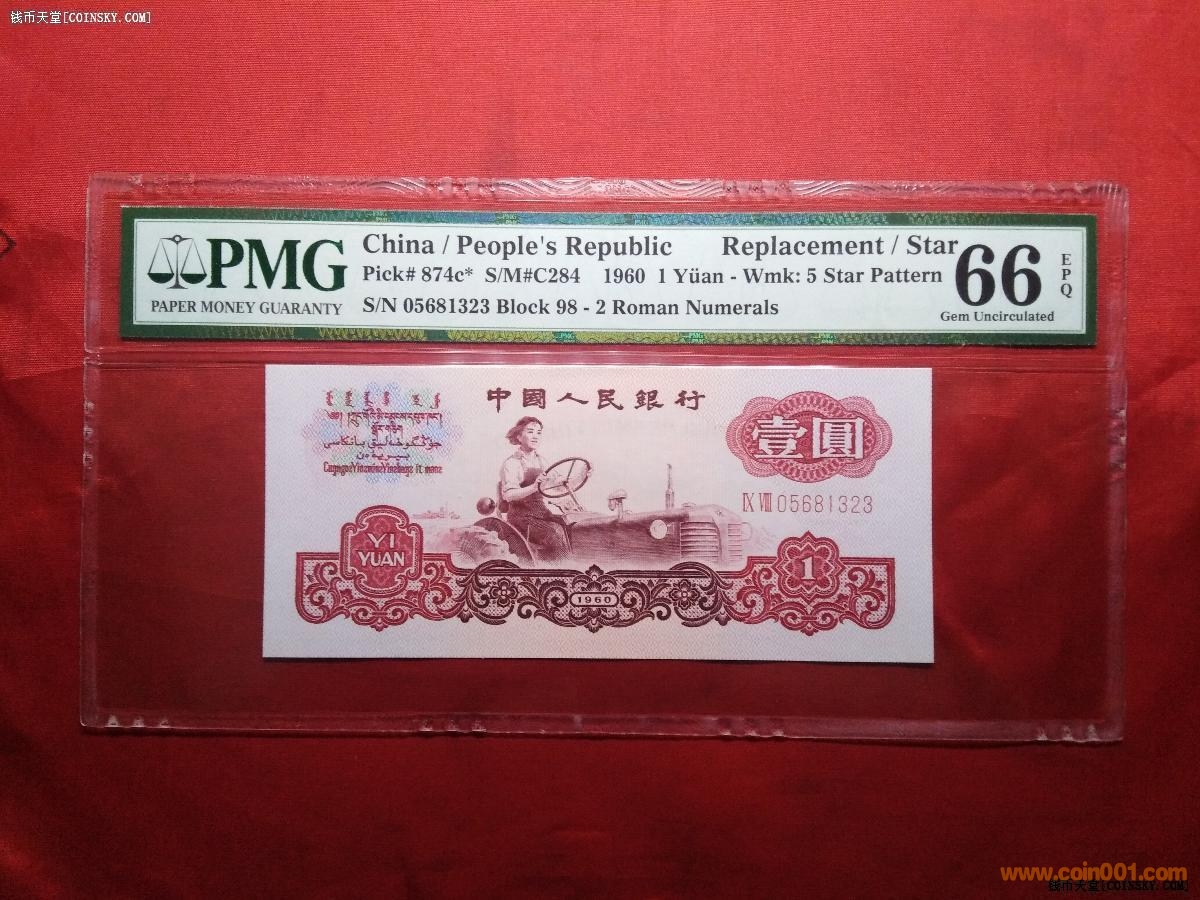 钱币天堂[COINSKY.COM]
PMG
PAPER MONEY GUARANTY
China / People's Republic Replacement / Star
Pick# 874c* S/M#C284 1960 1 Yüan - Wmk: 5 Star Pattern
S/N 05681323 Block 98 - 2 Roman Numerals
66
EPQ
Gem Uncirculated
中國人民銀行
壹圓
IX VIII 05681323
YI
YUAN
1960
1
www.coin001.com
钱币天堂[COINSKY.COM]